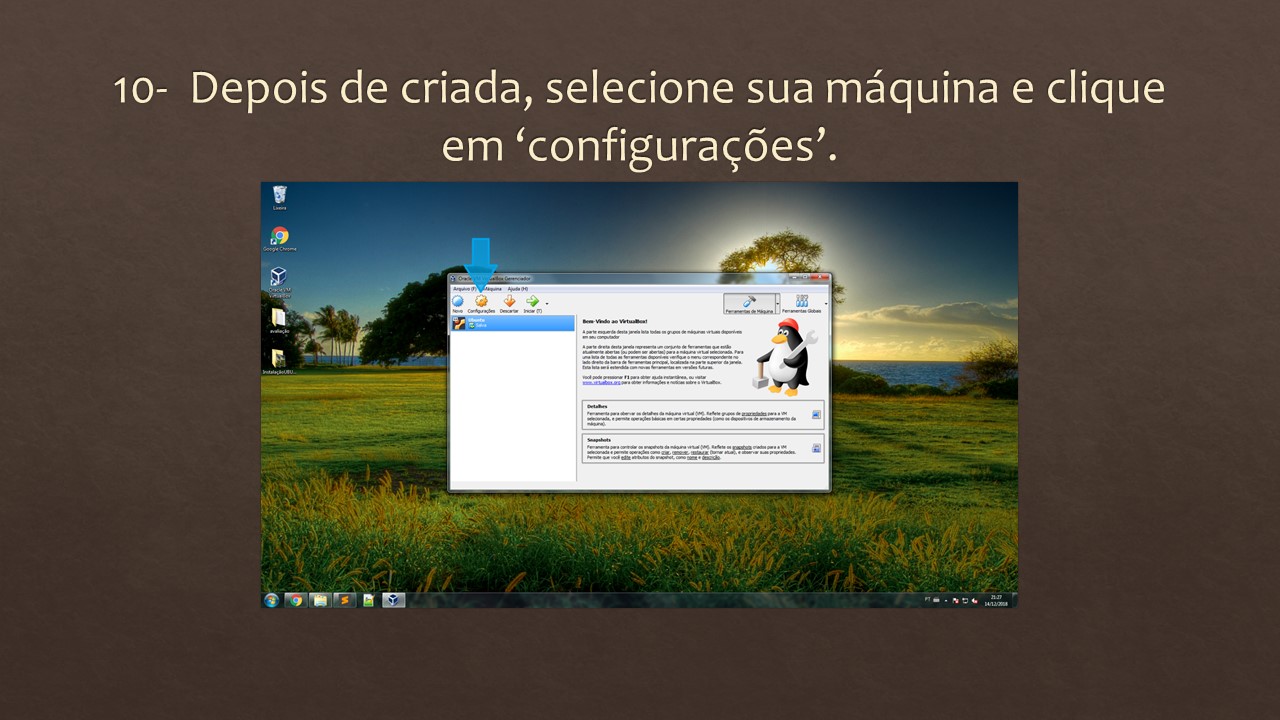 10- Depois de criada, selecione sua máquina e clique
em ‘configurações’.
Lixeira
Google Chrome
Oracle VM
VirtualBox
avaliação
InstalaçãoUBU...
Oracle VM VirtualBox Gerenciador
Arquivo (F) Máquina Ajuda (H)
Novo Configurações Descartar Iniciar (T)
Ferramentas de Máquina Ferramentas Globais
Ubuntu
Salva
Bem-Vindo ao VirtualBox!
A parte esquerda desta janela lista todas os grupos de máquinas virtuais disponíveis
em seu computador
A parte direita desta janela representa um conjunto de ferramentas que estão
atualmente abertas (ou podem ser abertas) para a máquina virtual selecionada. Para
uma lista de todas as ferramentas disponíveis verifique o menu correspondente no
lado direito da barra de ferramentas principal, localizada na parte superior da janela.
Esta lista será extendida com novas ferramentas em versões futuras.
Você pode pressionar F1 para obter ajuda instantânea, ou visitar
www.virtualbox.org para obter informações e notícias sobre o VirtualBox.
Detalhes
Ferramenta para obervar os detalhes da máquina virtual (VM). Reflete grupos de propriedades para a VM
selecionada, e permite operações básicas em certas propriedades (como os dispositivos de armazenamento da
máquina).
Snapshots
Ferramenta para controlar os snapshots da máquina virtual (VM). Reflete os snapshots criados para a VM
selecionada e permite operações como criar, remover, restaurar (tornar atual), e observar suas propriedades.
Permite que você edite atributos do snapshot, como nome e descrição.
PT
21:27
14/12/2018